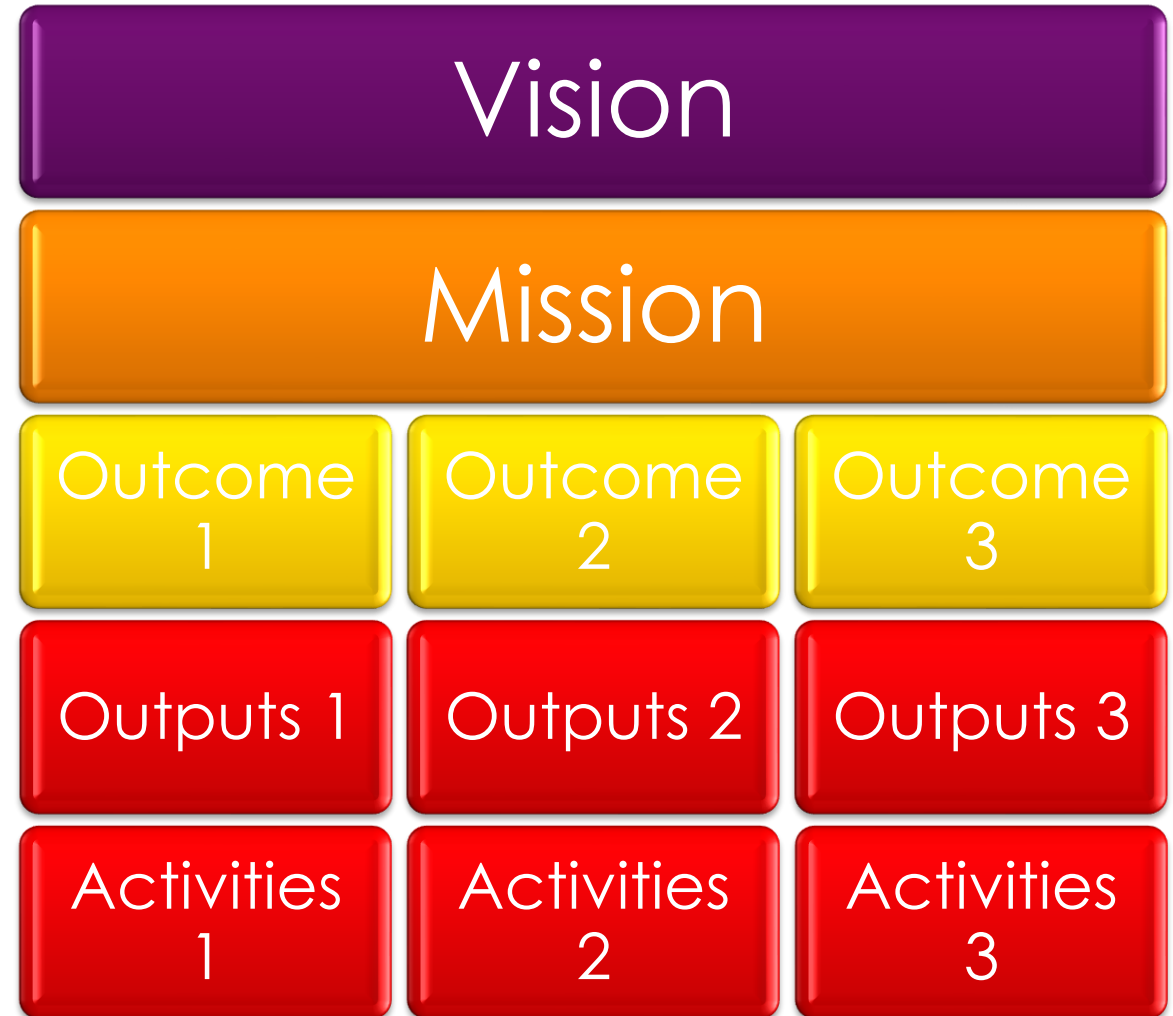 Vision
Mission
Outcome
1
Outcome
2
Outcome
3
Outputs 1
Outputs 2
Outputs 3
Activities
1
Activities
2
Activities
3